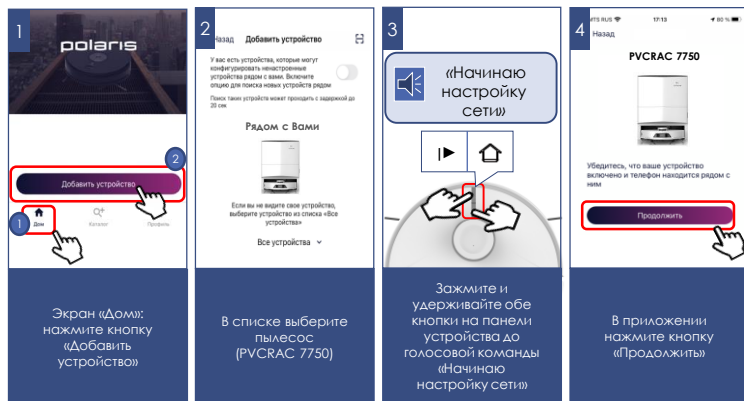 1
polaris
2
Добавить устройство
1
Дом
Каталог
Профиль
Экран «Дом»:
нажмите кнопку
«Добавить
устройство»
2
Назад Добавить устройство
У вас есть устройства, которые могут
конфигурировать ненастроенные
устройства рядом с вами. Включите
опцию для поиска новых устройств рядом
Поиск таких устройств может проходить с задержкой до
20 сек
Рядом с Вами
Если вы не видите свое устройство,
выберите устройство из списка «Все
устройства»
Все устройства
В списке выберите
пылесос
(PVCRAC 7750)
3
«Начинаю
настройку
сети»
Зажмите и
удерживайте обе
кнопки на панели
устройства до
голосовой команды
«Начинаю
настройку сети»
4
MTS RUS 17:13 80 %
Назад
PVCRAC 7750
Убедитесь, что ваше устройство
включено и телефон находится рядом с
ним
Продолжить
В приложении
нажмите кнопку
«Продолжить»